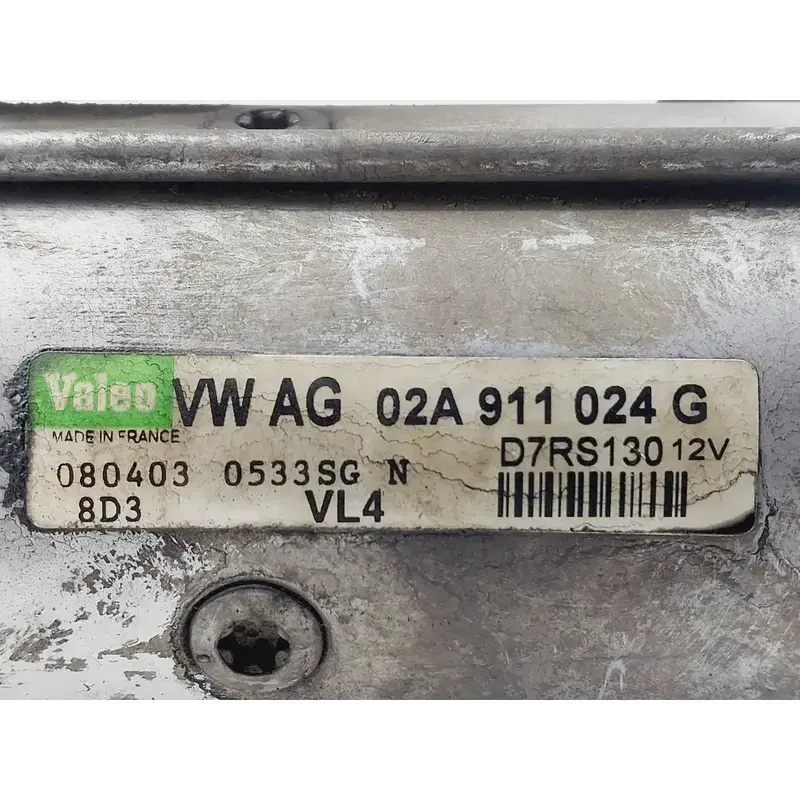 Valeo VW AG 02A 911 024 G
MADE IN FRANCE
D7RS130 12V
080403 0533SG N
8D3 VL4